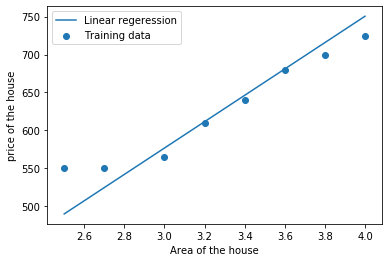 Linear regeression
Training data
price of the house
750
700
650
600
550
500
2.6 2.8 3.0 3.2 3.4 3.6 3.8 4.0
Area of the house